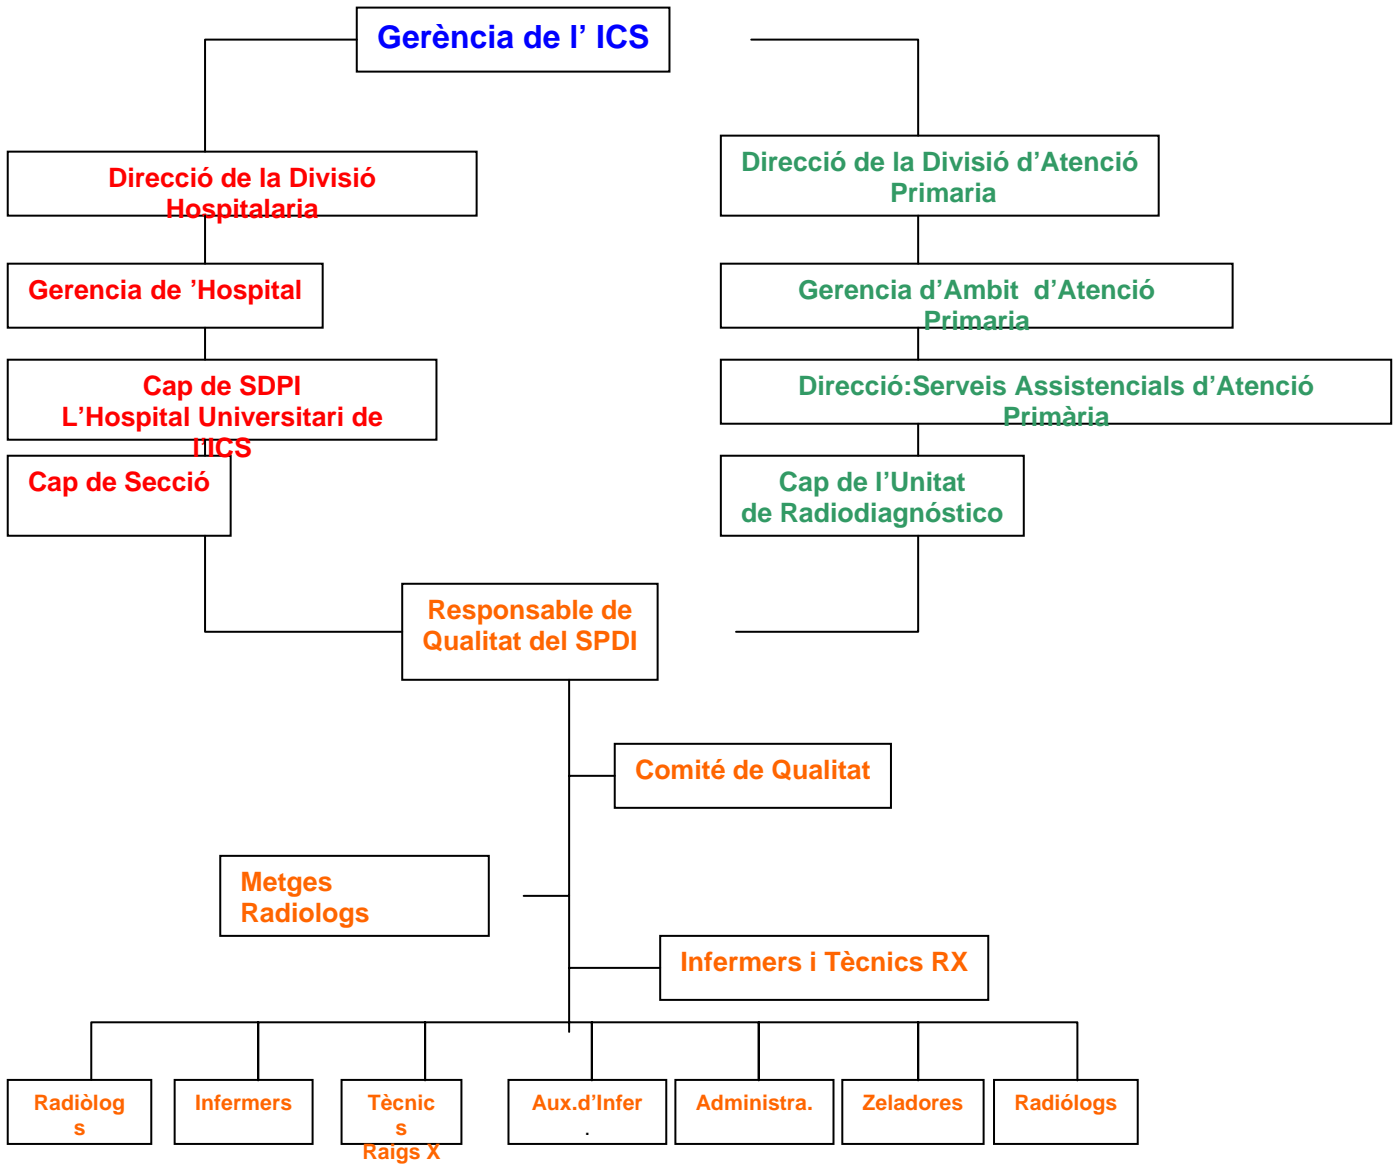 Gerència de l’ ICS
Direcció de la Divisió
Hospitalaria
Direcció de la Divisió d’Atenció
Primaria
Gerencia de ’Hospital
Gerencia d’Ambit d’Atenció
Primaria
Cap de SDPI
L’Hospital Universitari de
l’ICS
Direcció:Serveis Assistencials d’Atenció
Primària
Cap de Secció
Cap de l’Unitat
de Radiodiagnóstico
Responsable de
Qualitat del SPDI
Comité de Qualitat
Metges
Radiologs
Infermers i Tècnics RX
Radiòlog
s
Infermers
Tècnic
s
Raigs X
Aux.d’Infer
.
Administra.
Zeladores
Radiólogs